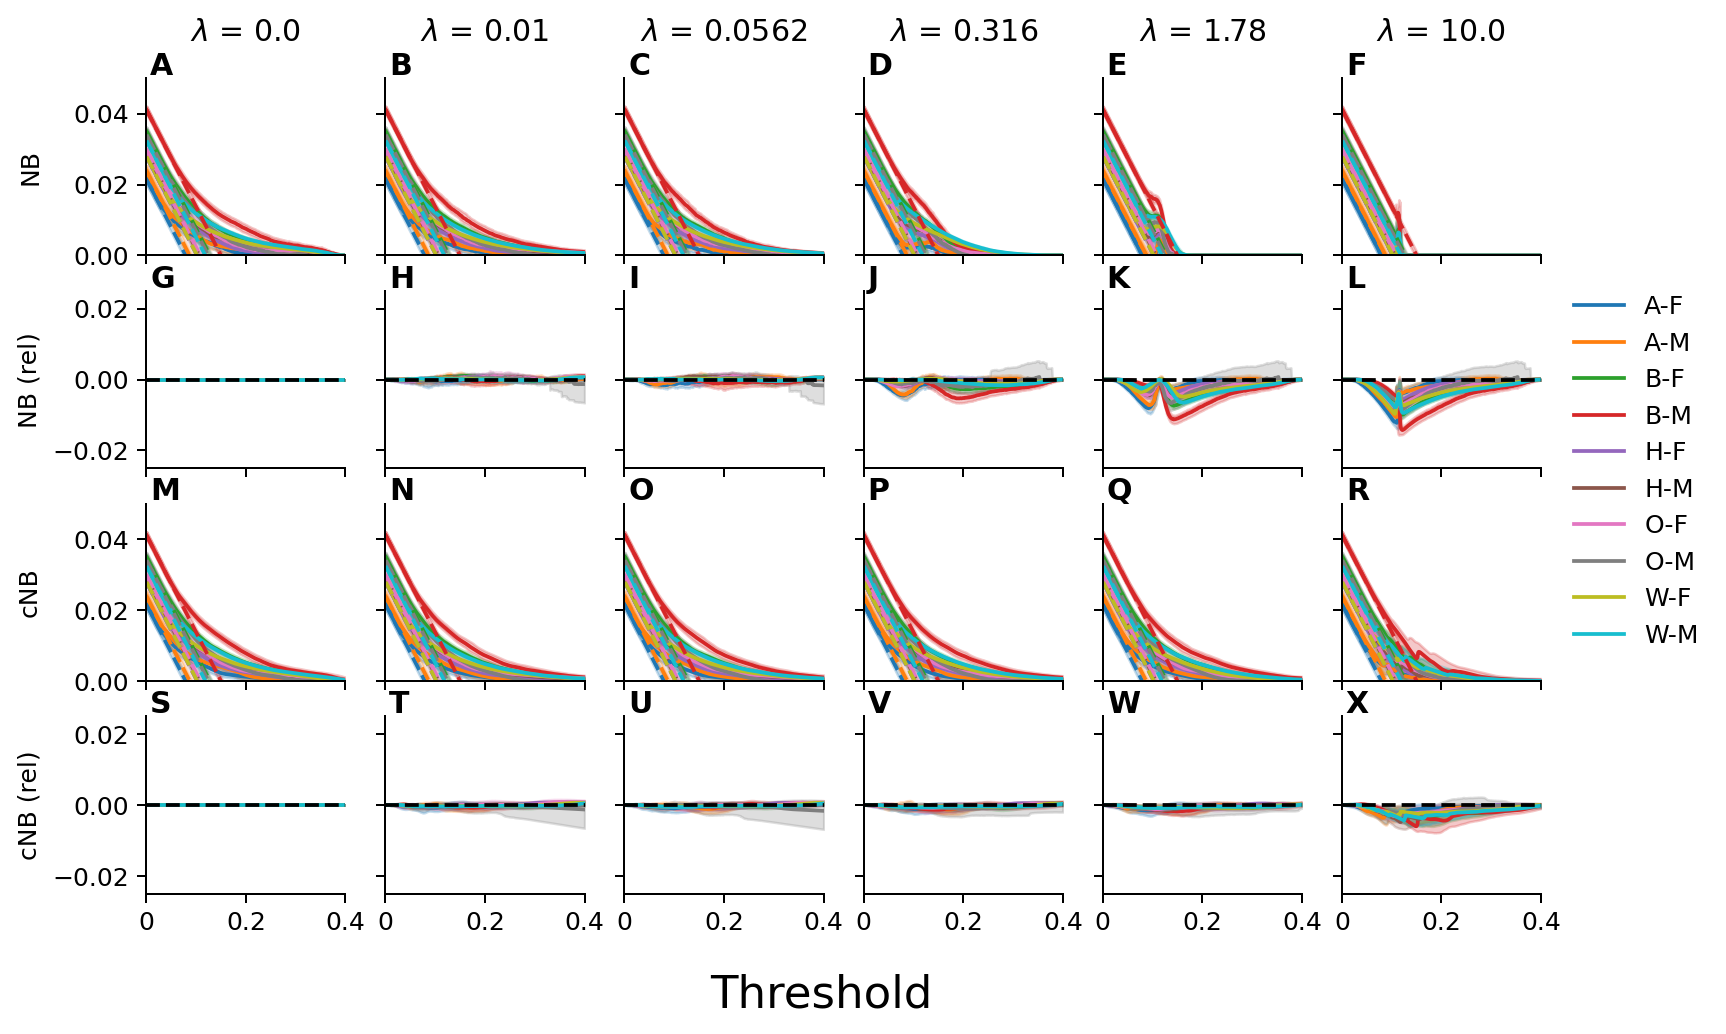 λ = 0.0 λ = 0.01 λ = 0.0562 λ = 0.316 λ = 1.78 λ = 10.0
A B C D E F
NB
0.04
0.02
0.00
G H I J K L
NB (rel)
0.02
0.00
−0.02
M N O P Q R
cNB
0.04
0.02
0.00
S T U V W X
cNB (rel)
0.02
0.00
−0.02
0 0.2 0.4 0 0.2 0.4 0 0.2 0.4 0 0.2 0.4 0 0.2 0.4 0 0.2 0.4
Threshold
A-F
A-M
B-F
B-M
H-F
H-M
O-F
O-M
W-F
W-M